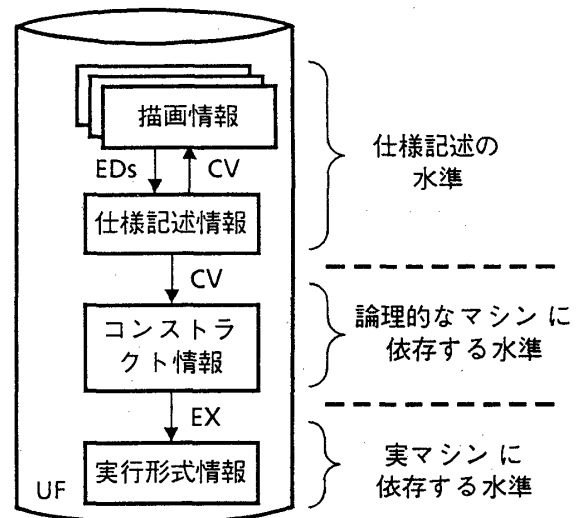 描画情報
EDs
CV
仕様記述情報
CV
コンストラ
クト情報
EX
実行形式情報
UF
仕様記述の
水準
論理的なマシン に
依存する水準
実マシン に
依存する水準